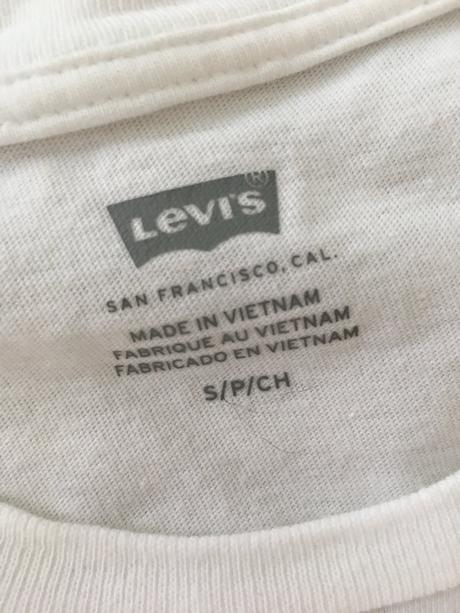 Levi's®
SAN FRANCISCO, CAL.
MADE IN VIETNAM
FABRIQUE AU VIETNAM
FABRICADO EN VIETNAM
S/P/CH